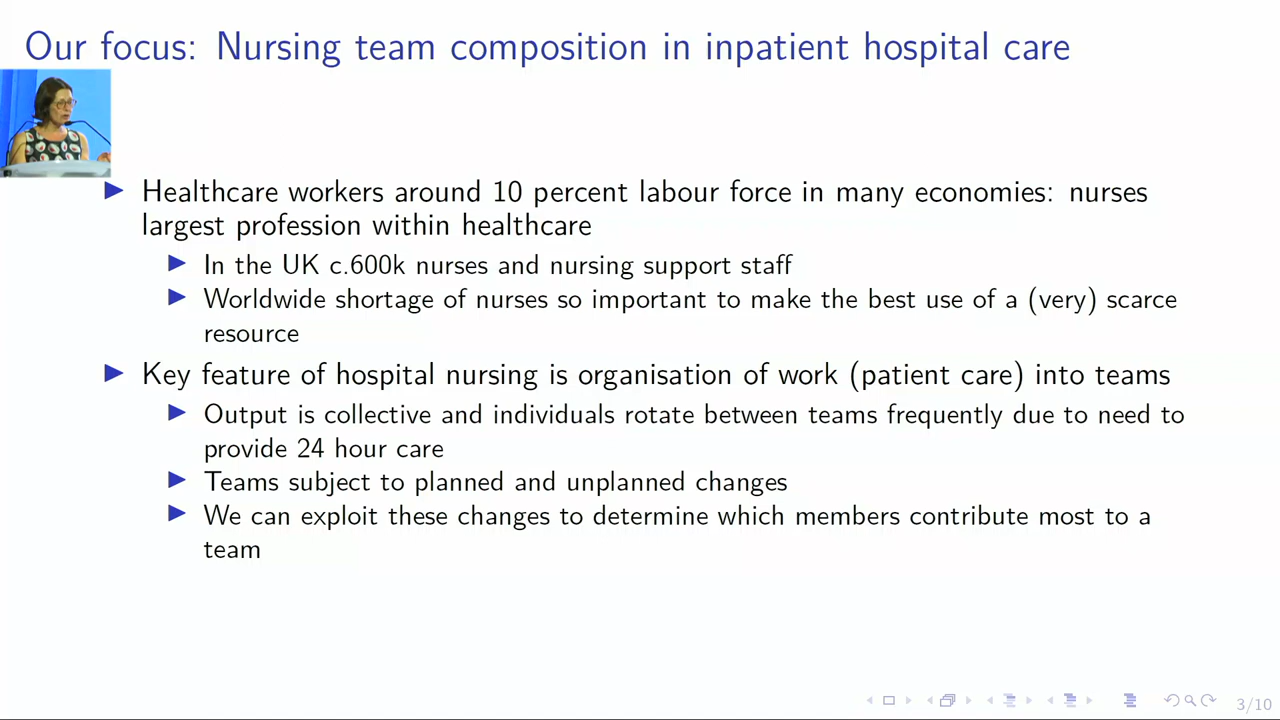 Our focus: Nursing team composition in inpatient hospital care
Healthcare workers around 10 percent labour force in many economies: nurses
largest profession within healthcare
In the UK c.600k nurses and nursing support staff
Worldwide shortage of nurses so important to make the best use of a (very) scarce
resource
Key feature of hospital nursing is organisation of work (patient care) into teams
Output is collective and individuals rotate between teams frequently due to need to
provide 24 hour care
Teams subject to planned and unplanned changes
We can exploit these changes to determine which members contribute most to a
team
3/10